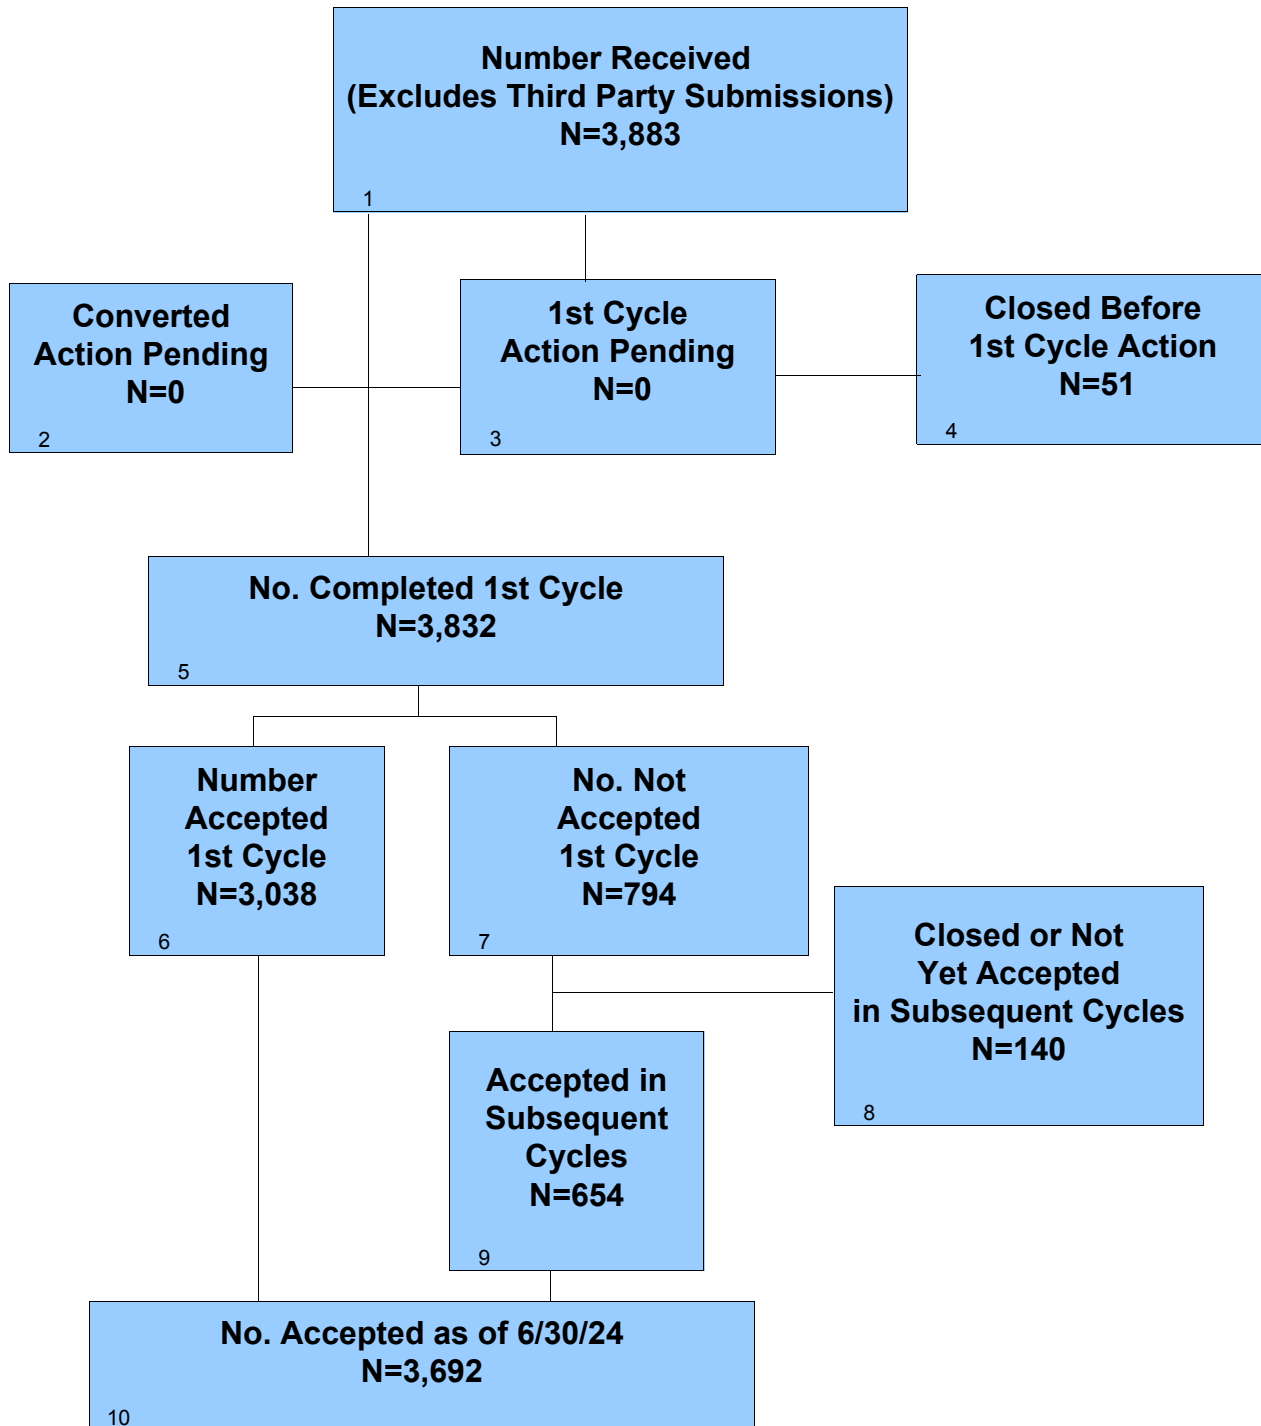 Number Received
(Excludes Third Party Submissions)
N=3,883
1
Converted
Action Pending
N=0
2
1st Cycle
Action Pending
N=0
3
Closed Before
1st Cycle Action
N=51
4
No. Completed 1st Cycle
N=3,832
5
Number
Accepted
1st Cycle
N=3,038
6
No. Not
Accepted
1st Cycle
N=794
7
Closed or Not
Yet Accepted
in Subsequent Cycles
N=140
8
Accepted in
Subsequent
Cycles
N=654
9
No. Accepted as of 6/30/24
N=3,692
10